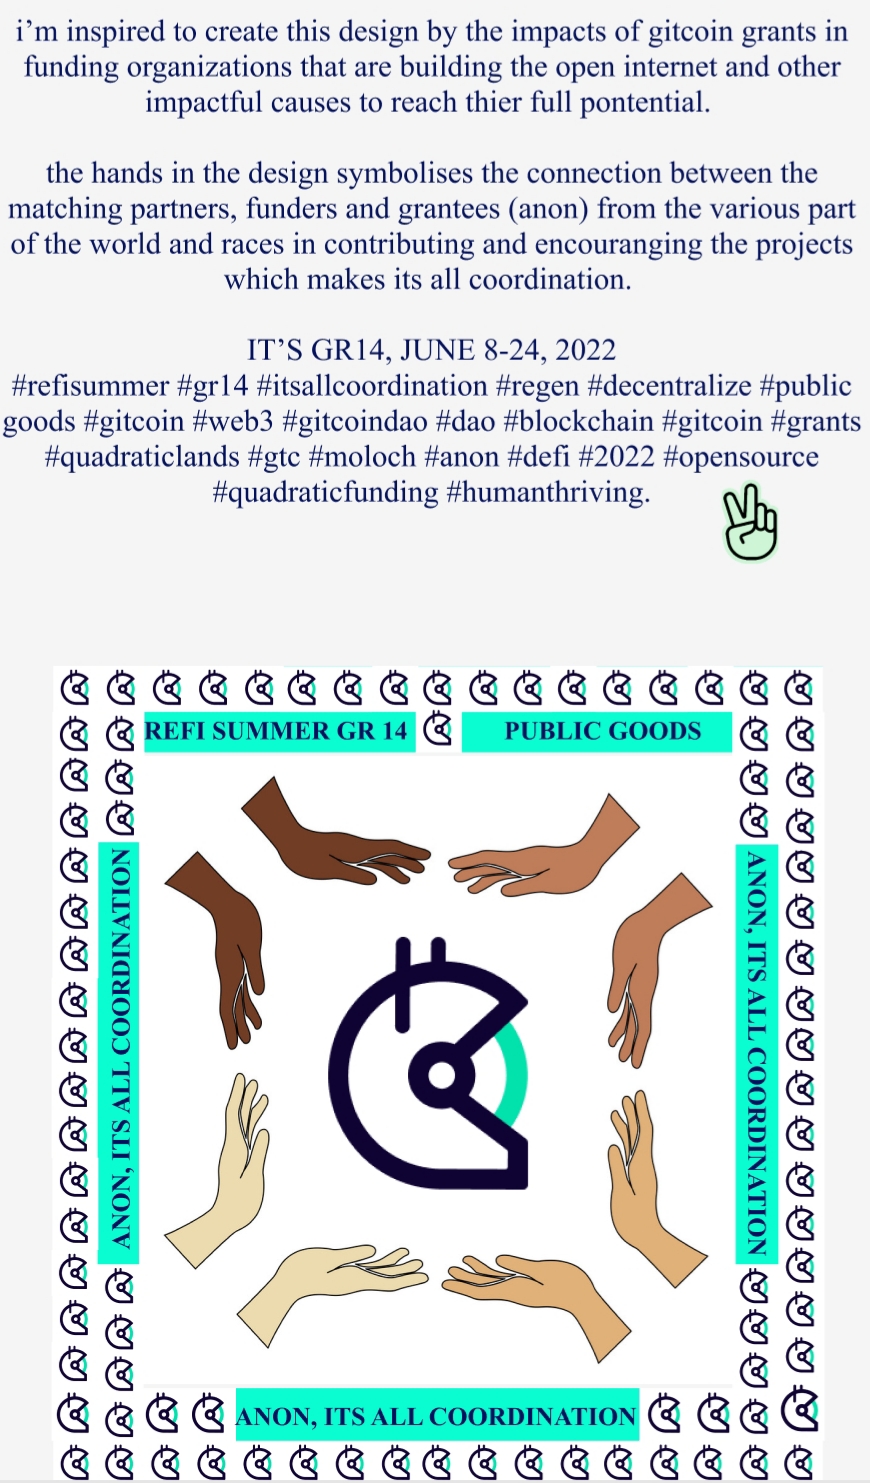 i’m inspired to create this design by the impacts of gitcoin grants in
funding organizations that are building the open internet and other
impactful causes to reach thier full pontential.
the hands in the design symbolises the connection between the
matching partners, funders and grantees (anon) from the various part
of the world and races in contributing and encouranging the projects
which makes its all coordination.
IT’S GR14, JUNE 8-24, 2022
#refisummer #gr14 #itsallcoordination #regen #decentralize #public
goods #gitcoin #web3 #gitcoindao #dao #blockchain #gitcoin #grants
#quadraticlands #gtc #moloch #anon #defi #2022 #opensource
#quadraticfunding #humanthriving.
REFI SUMMER GR 14
PUBLIC GOODS
ANON, ITS ALL COORDINATION
ANON, ITS ALL COORDINATION
ANON, ITS ALL COORDINATION